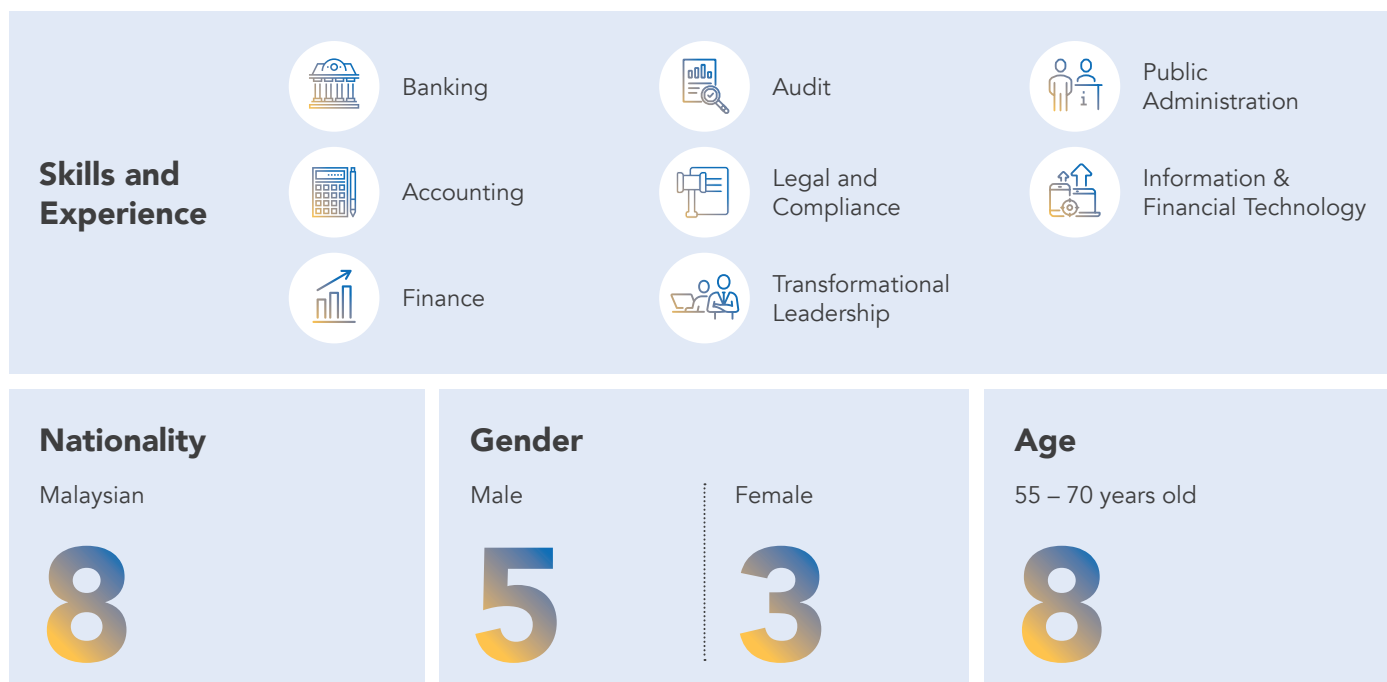 Skills and
Experience
Banking
Accounting
Finance
Audit
Legal and
Compliance
Transformational
Leadership
Public
Administration
i
Information &
Financial Technology
Nationality
Malaysian
8
Gender
Male
5
Female
3
Age
55 – 70 years old
8